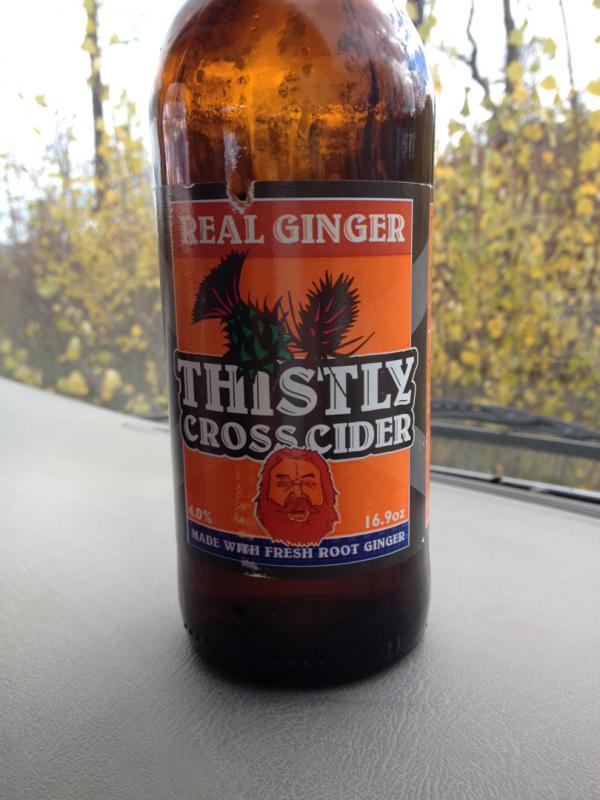 REAL GINGER
THISTLY
CROSS CIDER
4.0%
16.9oz
MADE WITH FRESH ROOT GINGER